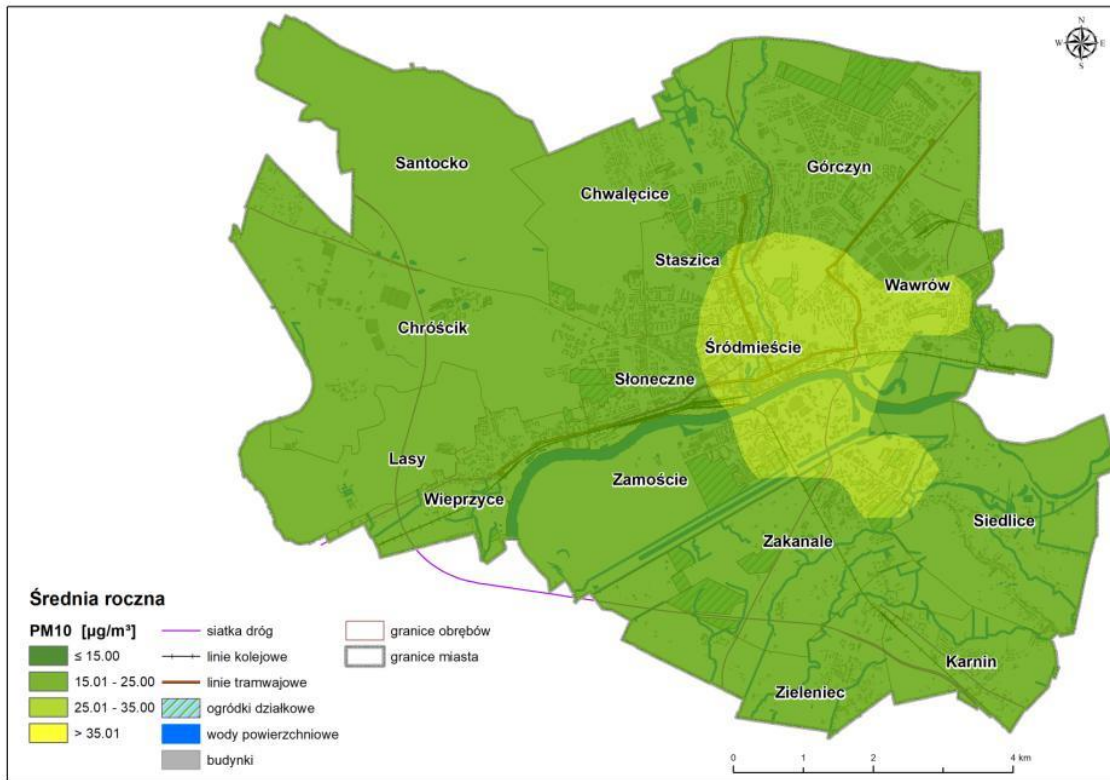 N
W E
S
Santocko
Chwalęcice
Górczyn
Staszica
Wawrów
Chróścik
Śródmieście
Słoneczne
Lasy
Wieprzyce
Zamoście
Siedlice
Zakanale
Karnin
Zieleniec
Średnia roczna
PM10 [µg/m³]
≤ 15.00
15.01 - 25.00
25.01 - 35.00
> 35.01
siatka dróg
linie kolejowe
linie tramwajowe
ogródki działkowe
wody powierzchniowe
budynki
granice obrębów
granice miasta
0 1 2 4 km